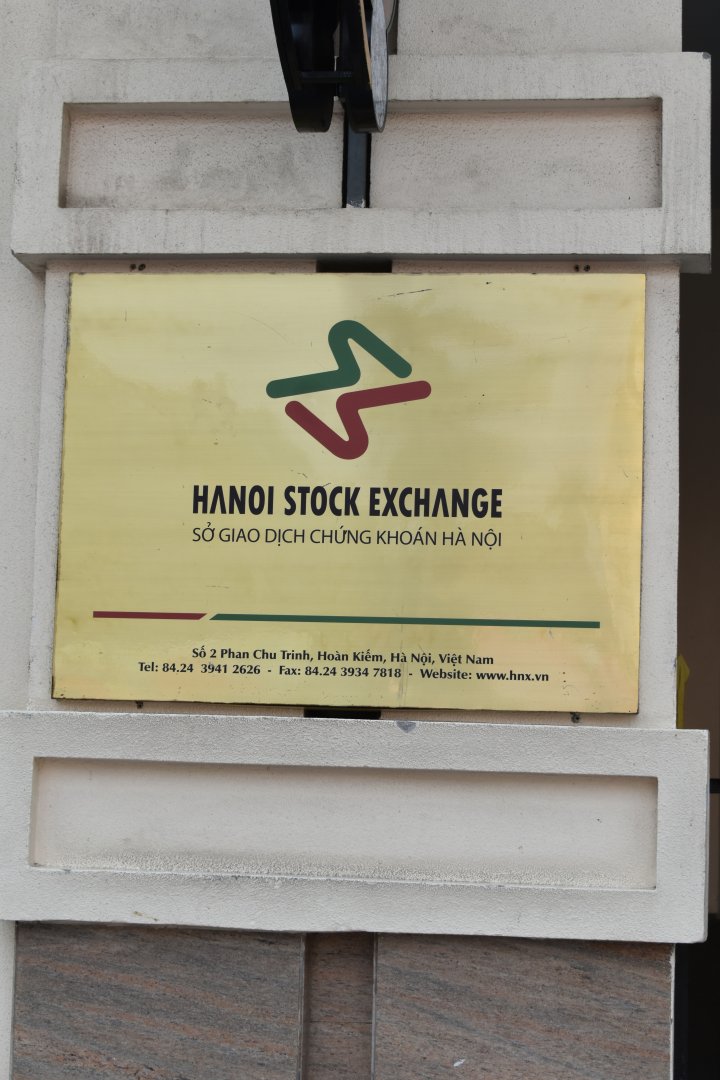 HANOI STOCK EXCHANGE
SỞ GIAO DỊCH CHỨNG KHOÁN HÀ NỘI
Số 2 Phan Chu Trinh, Hoàn Kiếm, Hà Nội, Việt Nam
Tel: 84.24 3941 2626 - Fax: 84.24 3934 7818 - Website: www.hnx.vn